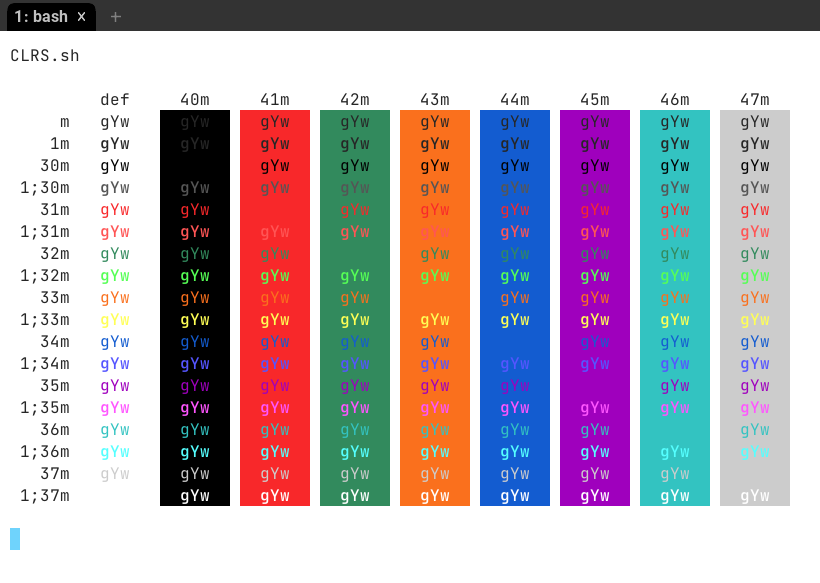 1: bash x +
CLRS.sh
def 40m 41m 42m 43m 44m 45m 46m 47m
m gYw gYw gYw gYw gYw gYw gYw gYw gYw
1m gYw gYw gYw gYw gYw gYw gYw gYw gYw
30m gYw gYw gYw gYw gYw gYw gYw gYw
1;30m gYw gYw gYw gYw gYw gYw gYw gYw gYw
31m gYw gYw gYw gYw gYw gYw gYw gYw
1;31m gYw gYw gYw gYw gYw gYw gYw gYw gYw
32m gYw gYw gYw gYw gYw gYw gYw gYw
1;32m gYw gYw gYw gYw gYw gYw gYw gYw gYw
33m gYw gYw gYw gYw gYw gYw gYw gYw
1;33m gYw gYw gYw gYw gYw gYw gYw gYw gYw
34m gYw gYw gYw gYw gYw gYw gYw gYw
1;34m gYw gYw gYw gYw gYw gYw gYw gYw gYw
35m gYw gYw gYw gYw gYw gYw gYw gYw
1;35m gYw gYw gYw gYw gYw gYw gYw gYw gYw
36m gYw gYw gYw gYw gYw gYw gYw gYw
1;36m gYw gYw gYw gYw gYw gYw gYw gYw gYw
37m gYw gYw gYw gYw gYw gYw gYw gYw
1;37m gYw gYw gYw gYw gYw gYw gYw gYw